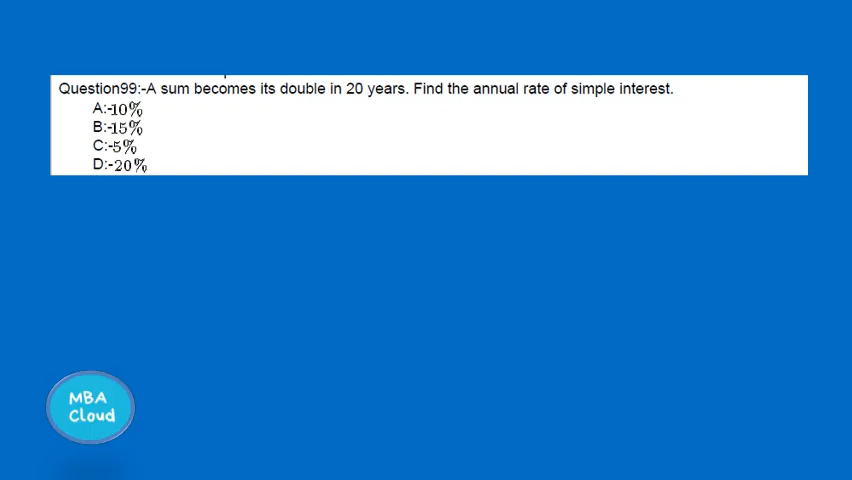 Question99:-A sum becomes its double in 20 years. Find the annual rate of simple interest.
A:-10%
B:-15%
C:-5%
D:-20%
MBA
Cloud